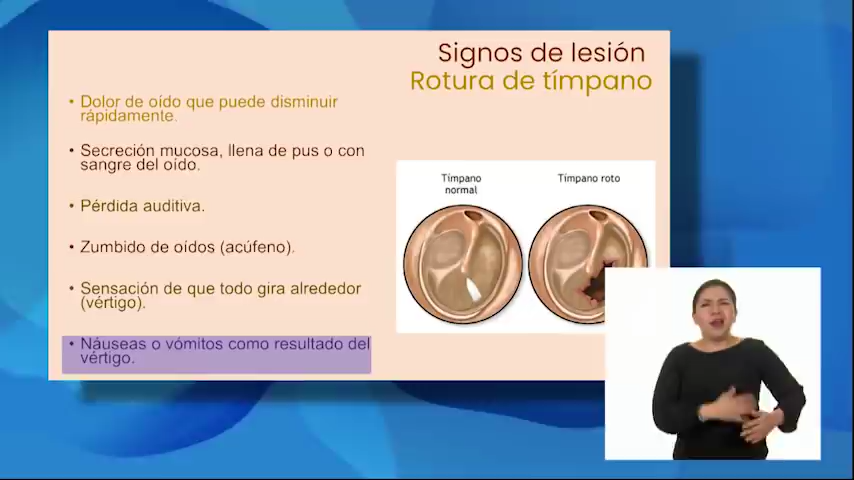 Signos de lesión
Rotura de tímpano
• Dolor de oído que puede disminuir
rápidamente.
• Secreción mucosa, llena de pus o con
sangre del oído.
• Pérdida auditiva.
• Zumbido de oídos (acúfeno).
• Sensación de que todo gira alrededor
(vértigo).
• Náuseas o vómitos como resultado del
vértigo.
Tímpano
normal
Tímpano roto